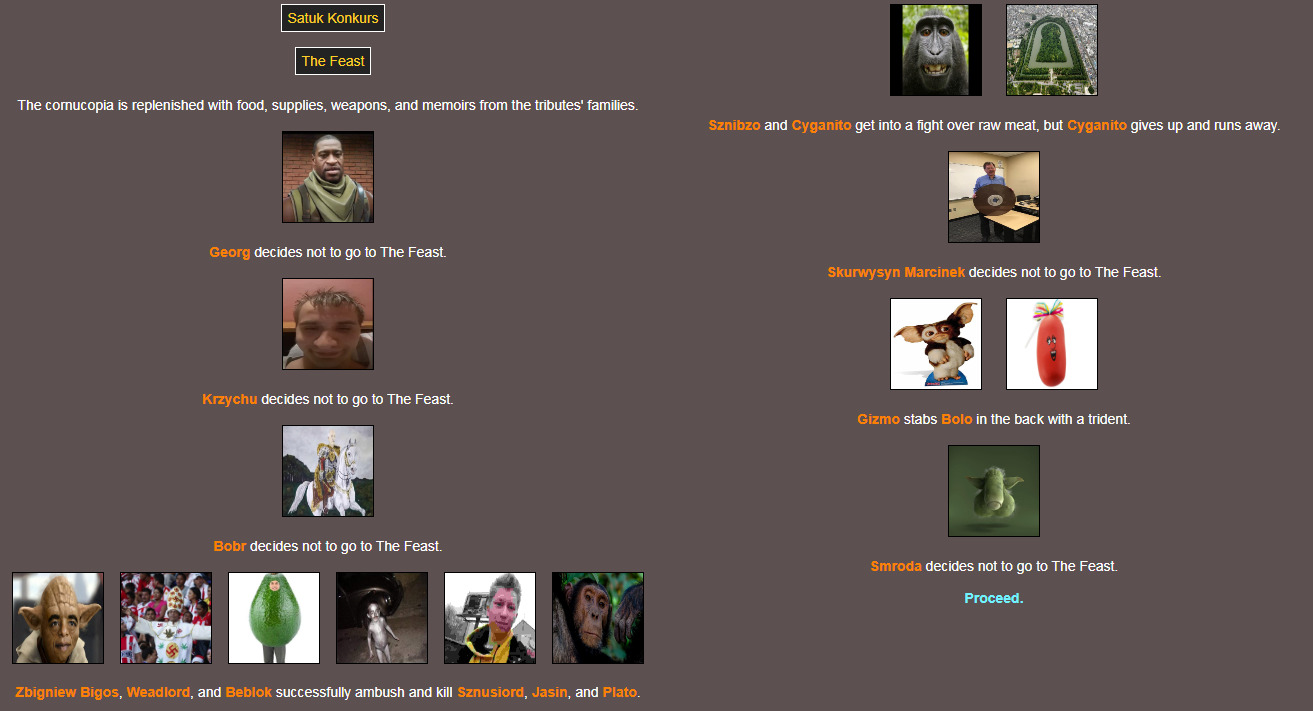 Satuk Konkurs
The Feast
The cornucopia is replenished with food, supplies, weapons, and memoirs from the tributes' families.
Georg decides not to go to The Feast.
Krzychu decides not to go to The Feast.
Bobr decides not to go to The Feast.
Zbigniew Bigos, Weadlord, and Beblok successfully ambush and kill Sznusiord, Jasin, and Plato.
Sznibzo and Cyganito get into a fight over raw meat, but Cyganito gives up and runs away.
Skurwysyn Marcinek decides not to go to The Feast.
Gizmo stabs Bolo in the back with a trident.
Smroda decides not to go to The Feast.
Proceed.